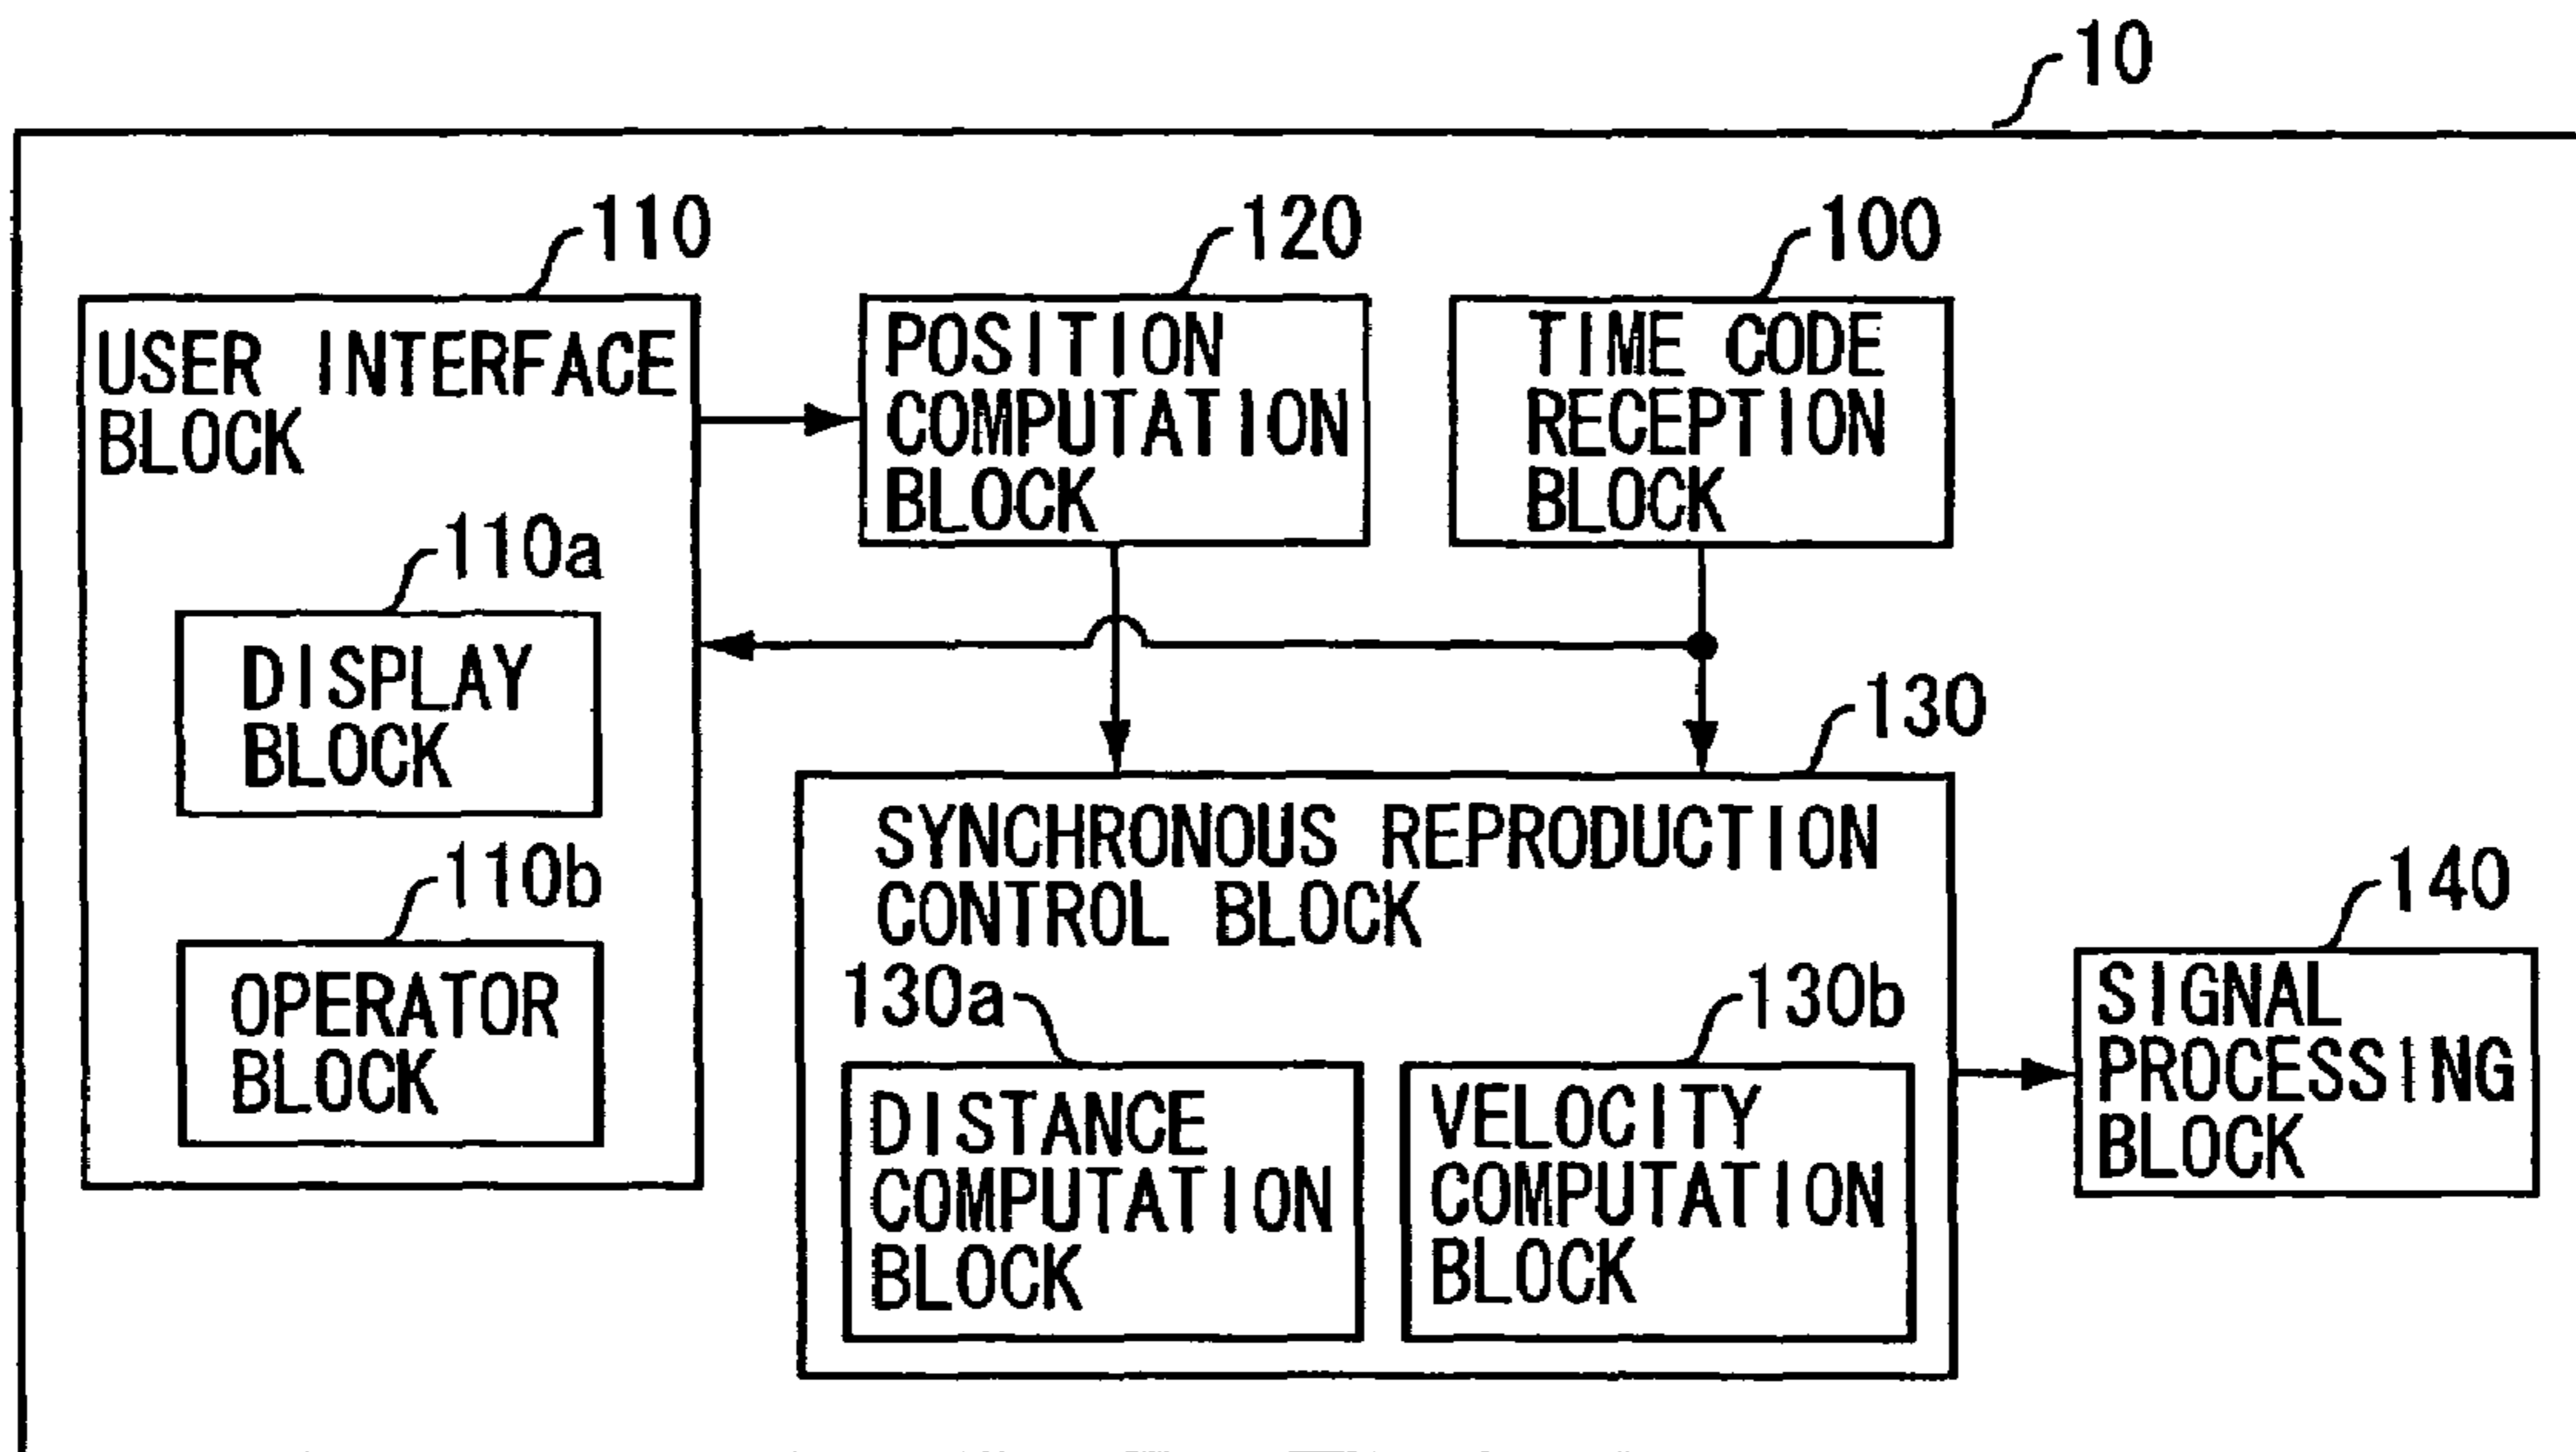 10
110
120
100
USER INTERFACE
BLOCK
POSITION
COMPUTATION
BLOCK
TIME CODE
RECEPTION
BLOCK
110a
DISPLAY
BLOCK
110b
OPERATOR
BLOCK
130
SYNCHRONOUS REPRODUCTION
CONTROL BLOCK
130a
DISTANCE
COMPUTATION
BLOCK
130b
VELOCITY
COMPUTATION
BLOCK
140
SIGNAL
PROCESSING
BLOCK